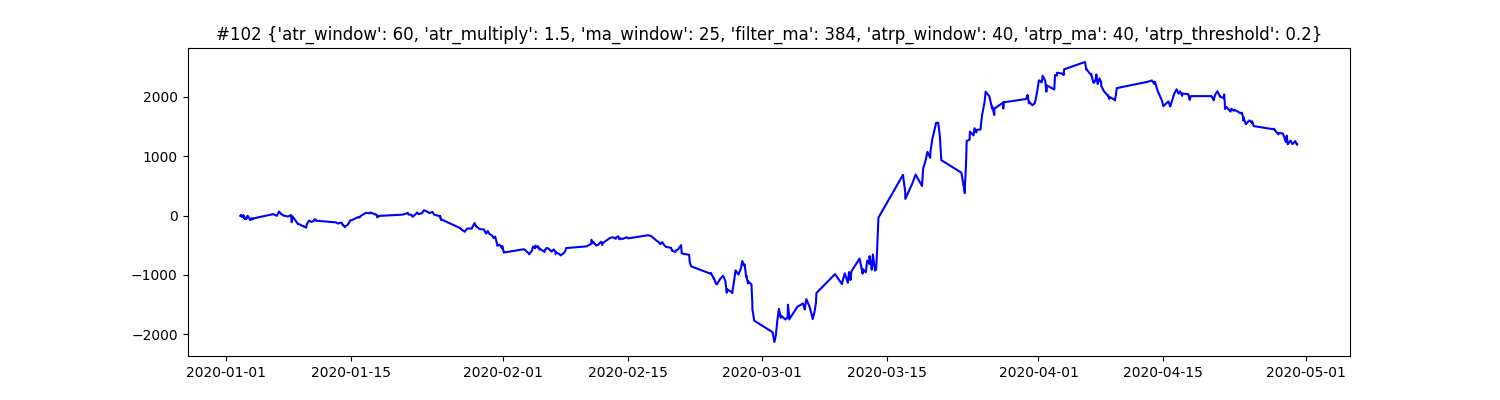 #102 {'atr_window': 60, 'atr_multiply': 1.5, 'ma_window': 25, 'filter_ma': 384, 'atrp_window': 40, 'atrp_ma': 40, 'atrp_threshold': 0.2}
2000
1000
0
−1000
−2000
2020-01-01 2020-01-15 2020-02-01 2020-02-15 2020-03-01 2020-03-15 2020-04-01 2020-04-15 2020-05-01